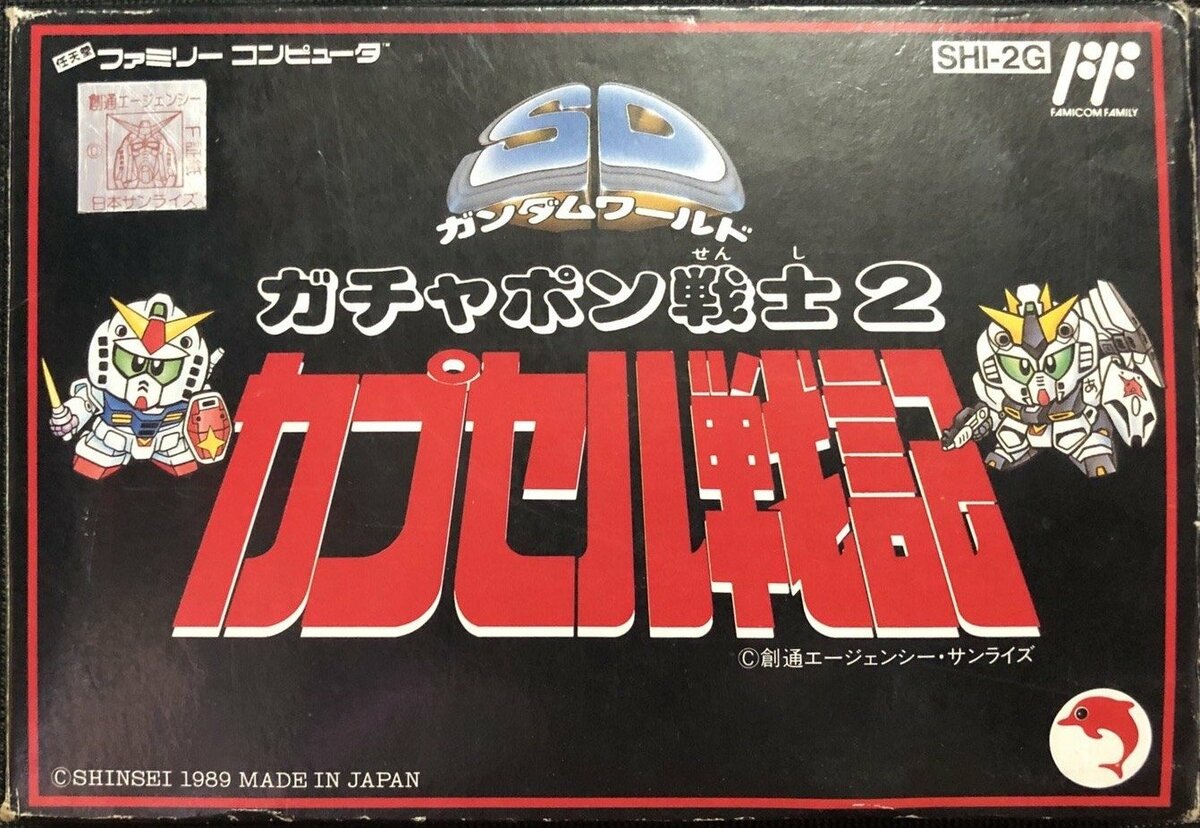 任天堂 ファミリー コンピュータ™
SHI-2G
FAMICOM FAMILY
創通エージェンシー
©
日本サンライズ
SD
ガンダムワールド
せんし
ガチャポン戦士2
カプセル戦記
あ
©創通エージェンシー・サンライズ
©SHINSEI 1989 MADE IN JAPAN